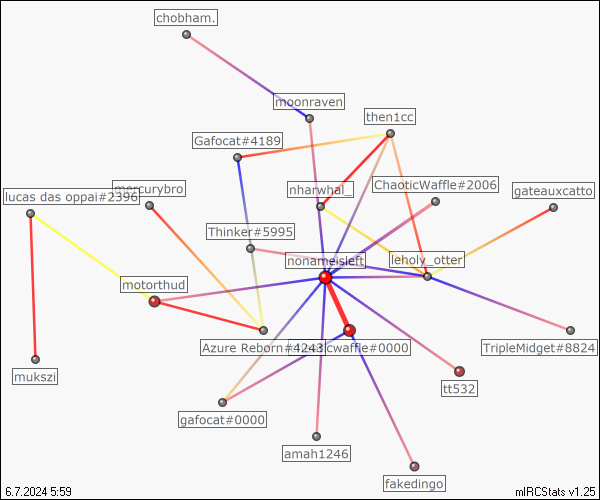 chobham.
moonraven
then1cc
Gafocat#4189
mercurybro
lucas das oppai#2396
nharwhal_
ChaoticWaffle#2006
gateauxcatto
Thinker#5995
nonameisleft
leholy_otter
motorthud
Azure Reborn#4243
cwaffle#0000
TripleMidget#8824
mukszi
tt532
gafocat#0000
amah1246
fakedingo
6.7.2024 5:59
mIRCStats v1.25